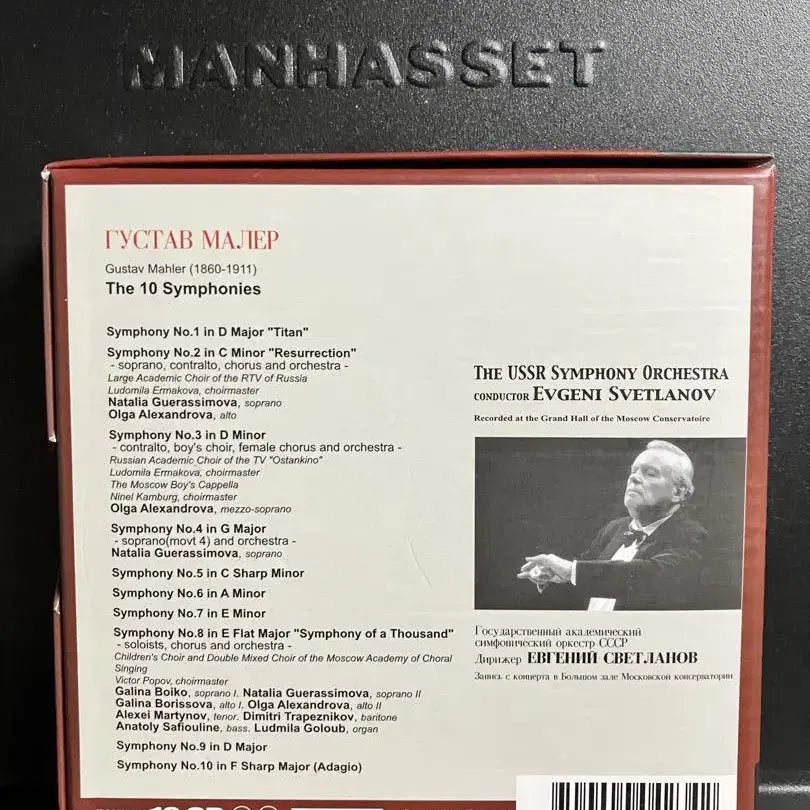 MANHASSET
ГУСТАВ МАЛЕР
Gustav Mahler (1860-1911)
The 10 Symphonies
Symphony No.1 in D Major "Titan"
Symphony No.2 in C Minor "Resurrection"
- soprano, contralto, chorus and orchestra -
Large Academic Choir of the RTV of Russia
Ludomila Ermakova, choirmaster
Natalia Guerassimova, soprano
Olga Alexandrova, alto
Symphony No.3 in D Minor
- contralto, boy's choir, female chorus and orchestra -
Russian Academic Choir of the TV "Ostankino"
Ludomila Ermakova, choirmaster
The Moscow Boy's Cappella
Ninel Kamburg, choirmaster
Olga Alexandrova, mezzo-soprano
Symphony No.4 in G Major
- soprano(movt 4) and orchestra -
Natalia Guerassimova, soprano
Symphony No.5 in C Sharp Minor
Symphony No.6 in A Minor
Symphony No.7 in E Minor
Symphony No.8 in E Flat Major "Symphony of a Thousand"
- soloists, chorus and orchestra -
Children's Choir and Double Mixed Choir of the Moscow Academy of Choral
Singing
Victor Popov, choirmaster
Galina Boiko, soprano I. Natalia Guerassimova, soprano II
Galina Borissova, alto I. Olga Alexandrova, alto II
Alexei Martynov, tenor. Dimitri Trapeznikov, baritone
Anatoly Safiouline, bass. Ludmila Goloub, organ
Symphony No.9 in D Major
Symphony No.10 in F Sharp Major (Adagio)
THE USSR SYMPHONY ORCHESTRA
CONDUCTOR EVGENI SVETLANOV
Recorded at the Grand Hall of the Moscow Conservatoire
Государственный академический
симфонический оркестр СССР
Дирижер ЕВГЕНИЙ СВЕТЛАНОВ
Запись с концерта в Большом зале Московской консерватории